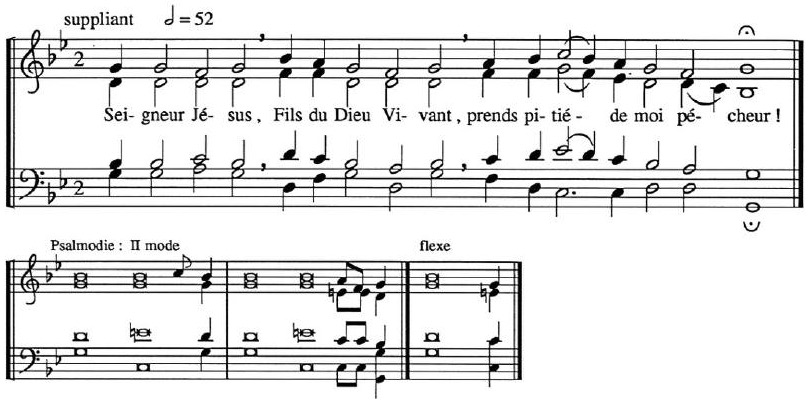 suppliant 𝅗𝅥 = 52
Sei- gneur Jé- sus, Fils du Dieu Vi- vant, prends pi- tié - de moi pé- cheur !
Psalmodie : II mode flexe